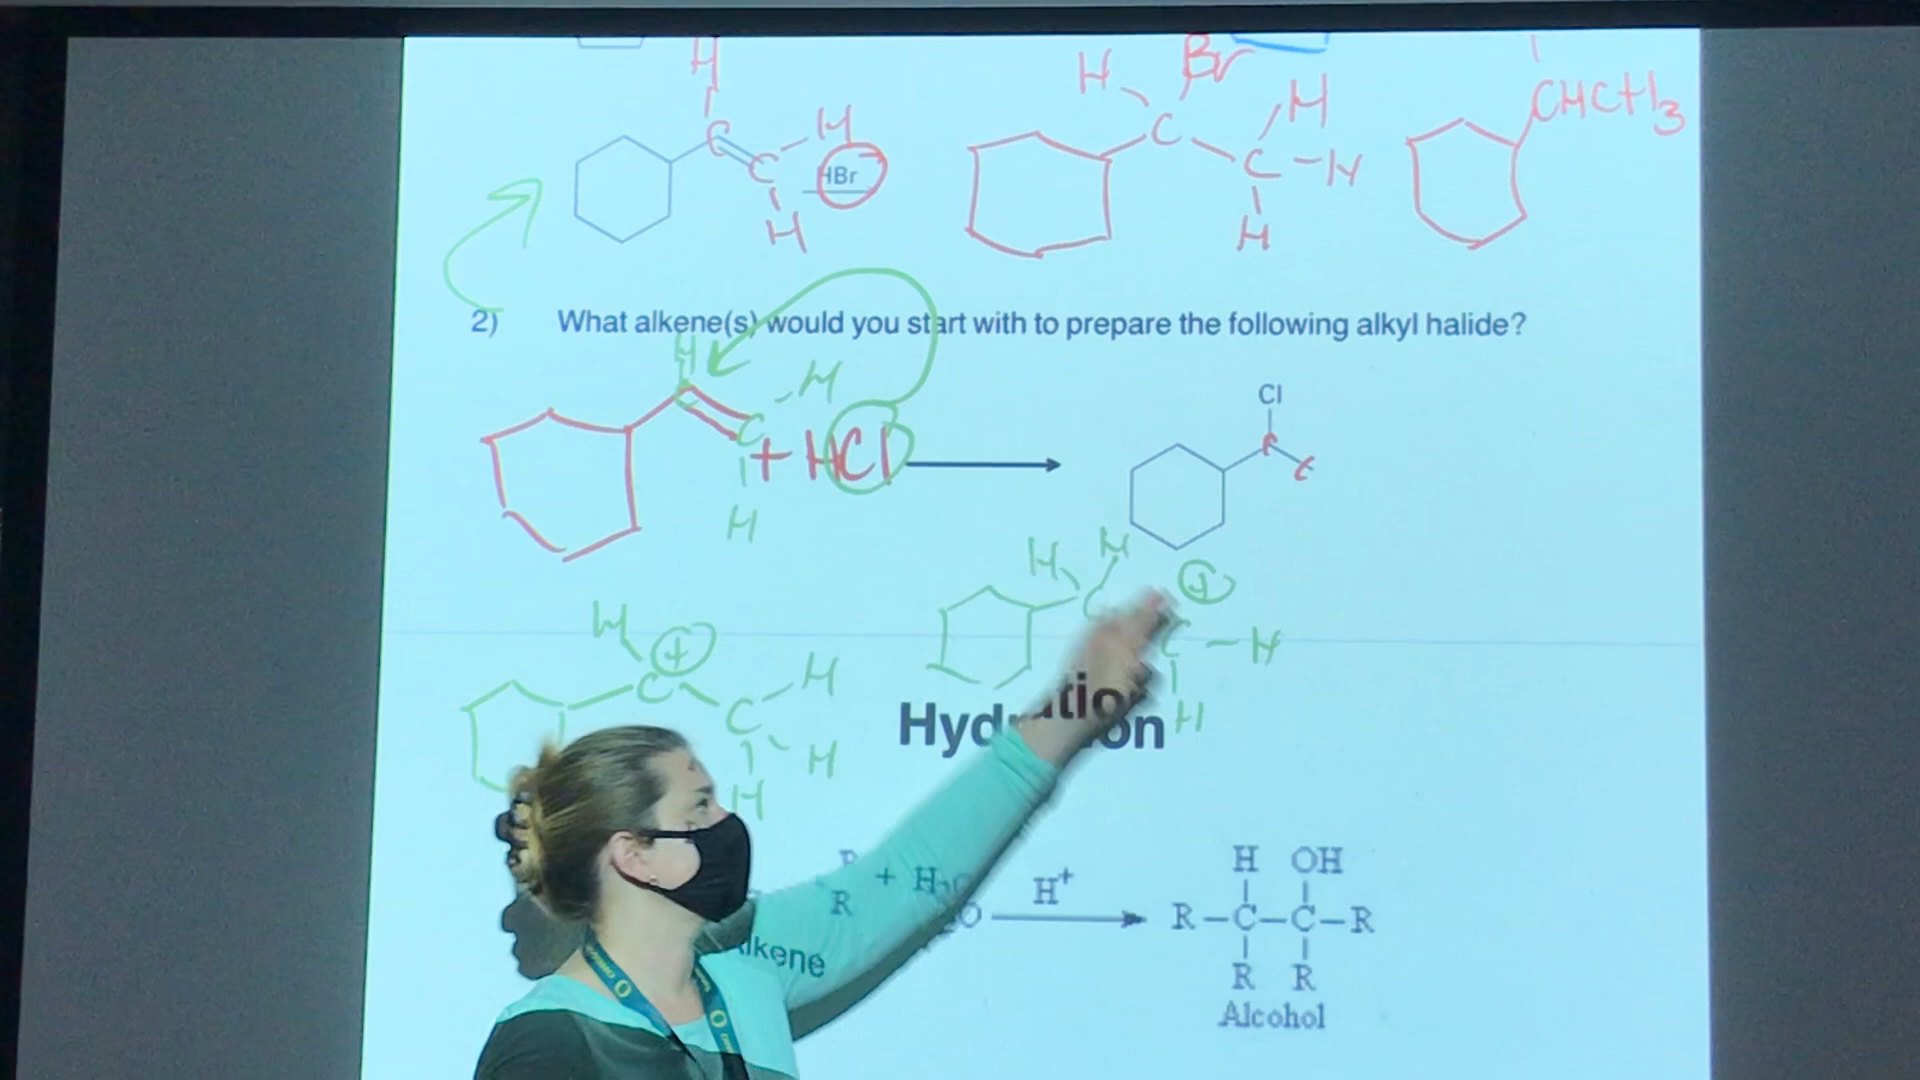 H
H Br H
CHCH3
C H C
C HBr C H
H H
2) What alkene(s) would you start with to prepare the following alkyl halide?
H
C H Cl
C + HCl C
H
H H +
H + C
C H C H
C H H
H
Hyd
H OH
+ H2O H+
R R-C-C-R
lkene R R
Alcohol
O O